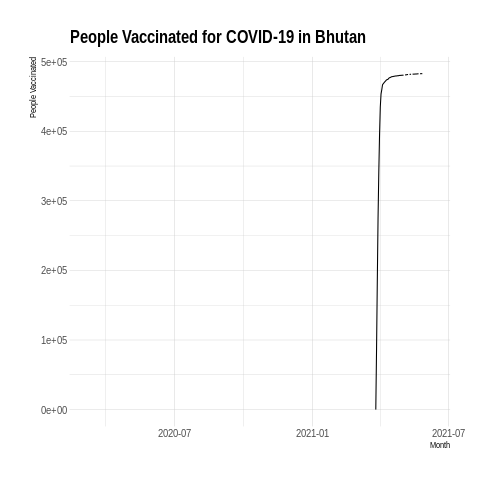 People Vaccinated for COVID-19 in Bhutan
People Vaccinated
5e+05
4e+05
3e+05
2e+05
1e+05
0e+00
2020-07
2021-01
2021-07
Month